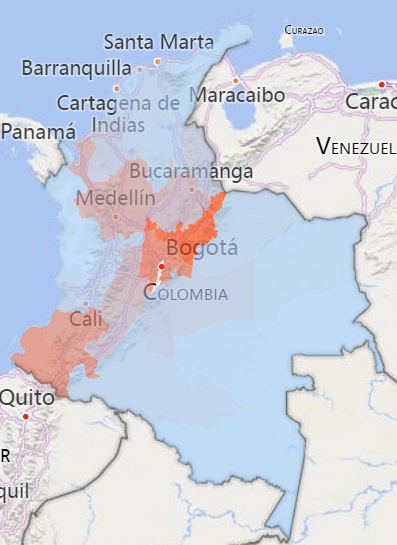 Curazao
Santa Marta
Barranquilla
Maracaibo
Cartagena de
Indias
Carac
Panamá
Venezuel
Bucaramanga
Medellín
Bogotá
Colombia
Cali
Quito
R
quil